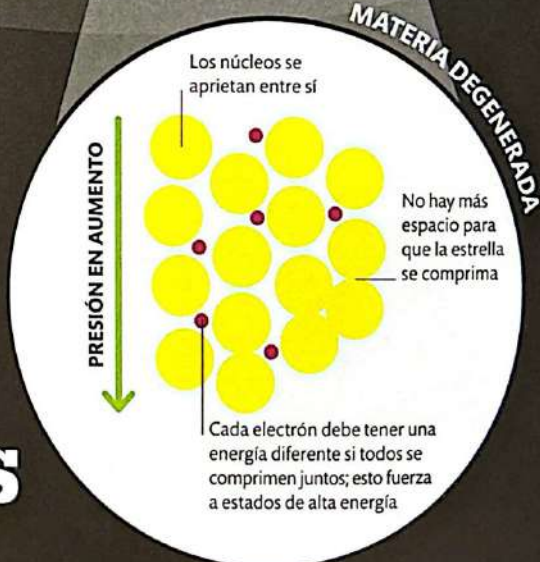 MATERIA DEGENERADA
Los núcleos se
aprietan entre sí
PRESIÓN EN AUMENTO
No hay más
espacio para
que la estrella
se comprima
Cada electrón debe tener una
energía diferente si todos se
comprimen juntos; esto fuerza
a estados de alta energía
S